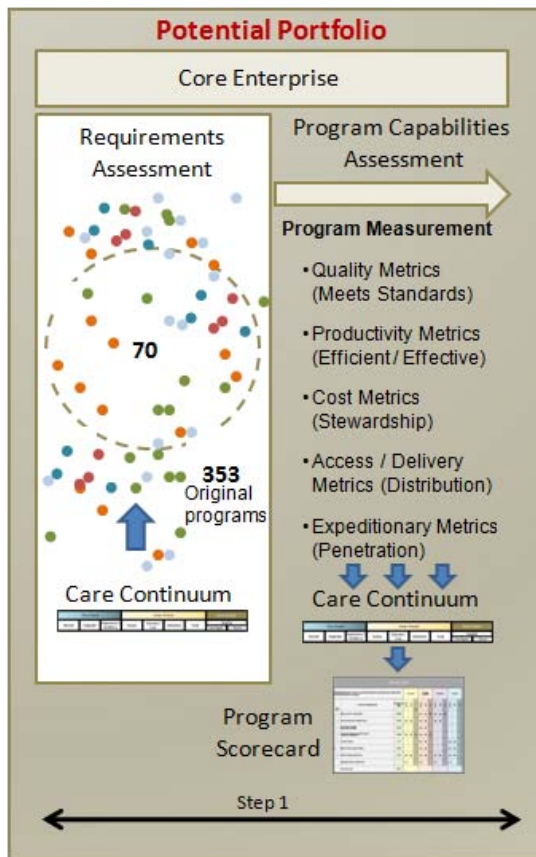 Potential Portfolio
Core Enterprise
Requirements
Assessment
70
353
Original
programs
Care Continuum
Program Capabilities
Assessment
Program Measurement
• Quality Metrics
(Meets Standards)
• Productivity Metrics
(Efficient / Effective)
• Cost Metrics
(Stewardship)
• Access / Delivery
Metrics (Distribution)
• Expeditionary Metrics
(Penetration)
Care Continuum
Program
Scorecard
Step 1